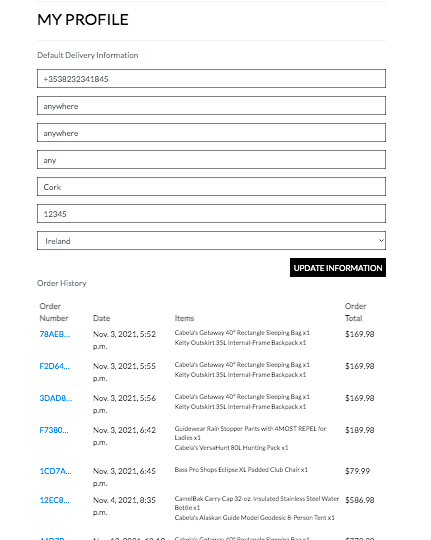 MY PROFILE
Default Delivery Information
+3538232341845
anywhere
anywhere
any
Cork
12345
Ireland
UPDATE INFORMATION
Order History
Order Number Date Items Order Total
78AEB... Nov. 3, 2021, 5:52 p.m. Cabela's Getaway 40° Rectangle Sleeping Bag x1 $169.98
Kelty Outskirt 35L Internal-Frame Backpack x1
F2D64... Nov. 3, 2021, 5:55 p.m. Cabela's Getaway 40° Rectangle Sleeping Bag x1 $169.98
Kelty Outskirt 35L Internal-Frame Backpack x1
3DAD8... Nov. 3, 2021, 5:56 p.m. Cabela's Getaway 40° Rectangle Sleeping Bag x1 $169.98
Kelty Outskirt 35L Internal-Frame Backpack x1
F7380... Nov. 3, 2021, 6:42 p.m. Guidewear Rain Stopper Pants with 4MOST REPEL for $189.98
Ladies x1
Cabela's VersaHunt 80L Hunting Pack x1
1CD7A... Nov. 3, 2021, 6:45 p.m. Bass Pro Shops Eclipse XL Padded Club Chair x1 $79.99
12EC8... Nov. 4, 2021, 8:35 p.m. CamelBak Carry Cap 32-oz. Insulated Stainless Steel Water $586.98
Bottle x1
Cabela's Alaskan Guide Model Geodesic 8-Person Tent x1